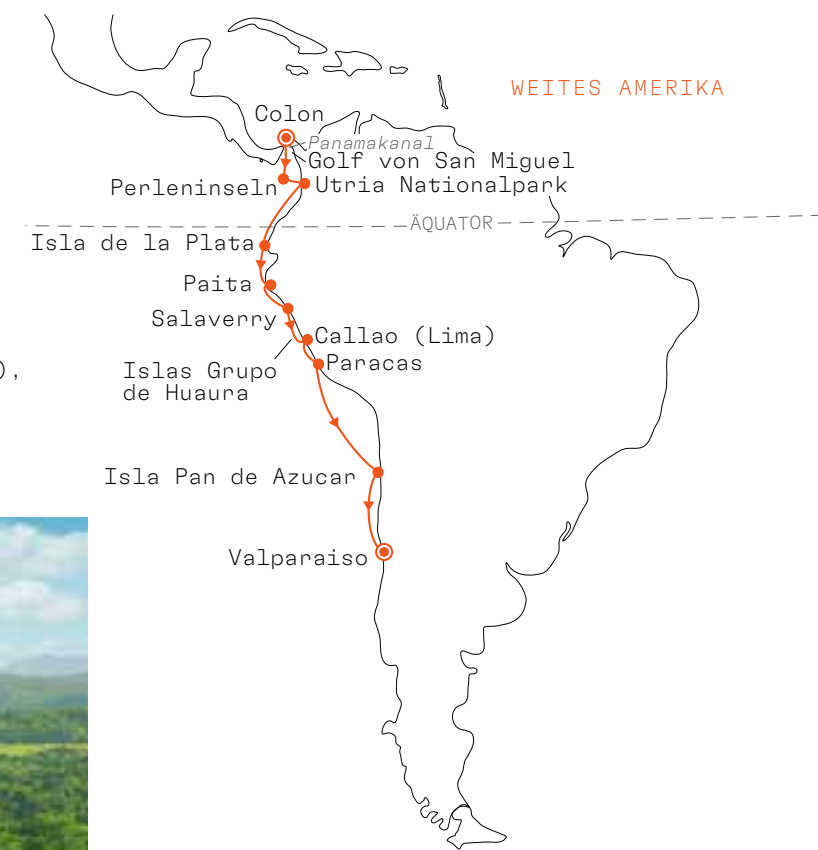 WEITES AMERIKA
Colon
Panamakanal
Golf von San Miguel
Perleninseln
Utria Nationalpark
ÄQUATOR
Isla de la Plata
Paita
Salaverry
Callao (Lima)
Paracas
),
Islas Grupo
de Huaura
Isla Pan de Azucar
Valparaiso